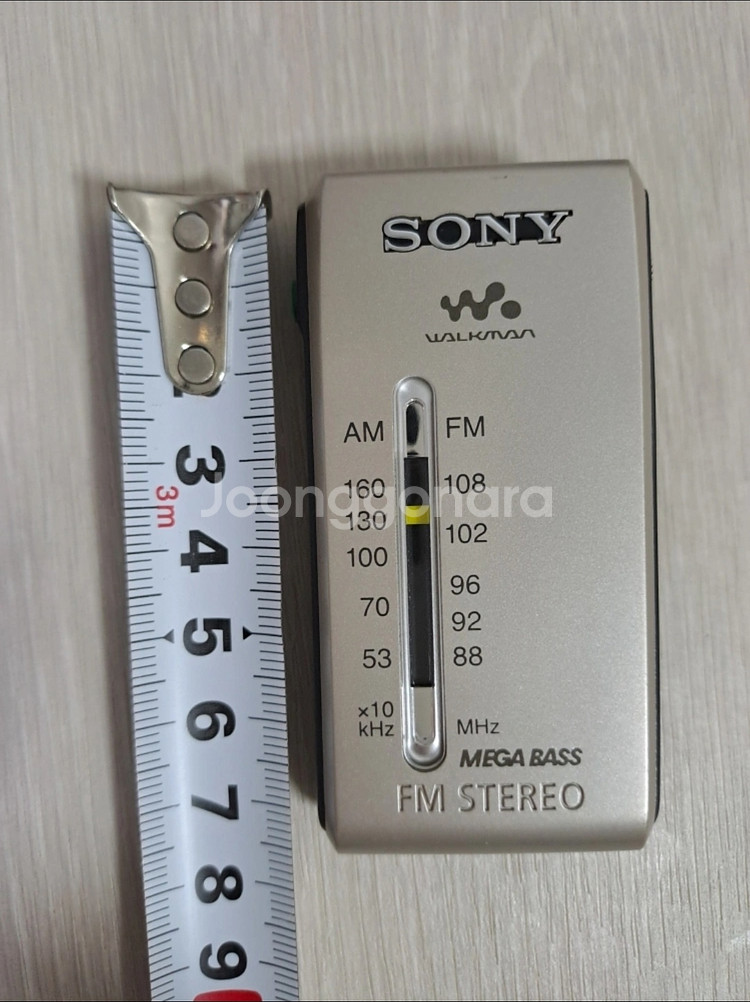 SONY
WALKMAN
AM FM
160 108
130 102
100 96
70 92
53 88
×10
kHz MHz
MEGA BASS
FM STEREO
3
3m
4
5
6
7
8
9
Joonggonara